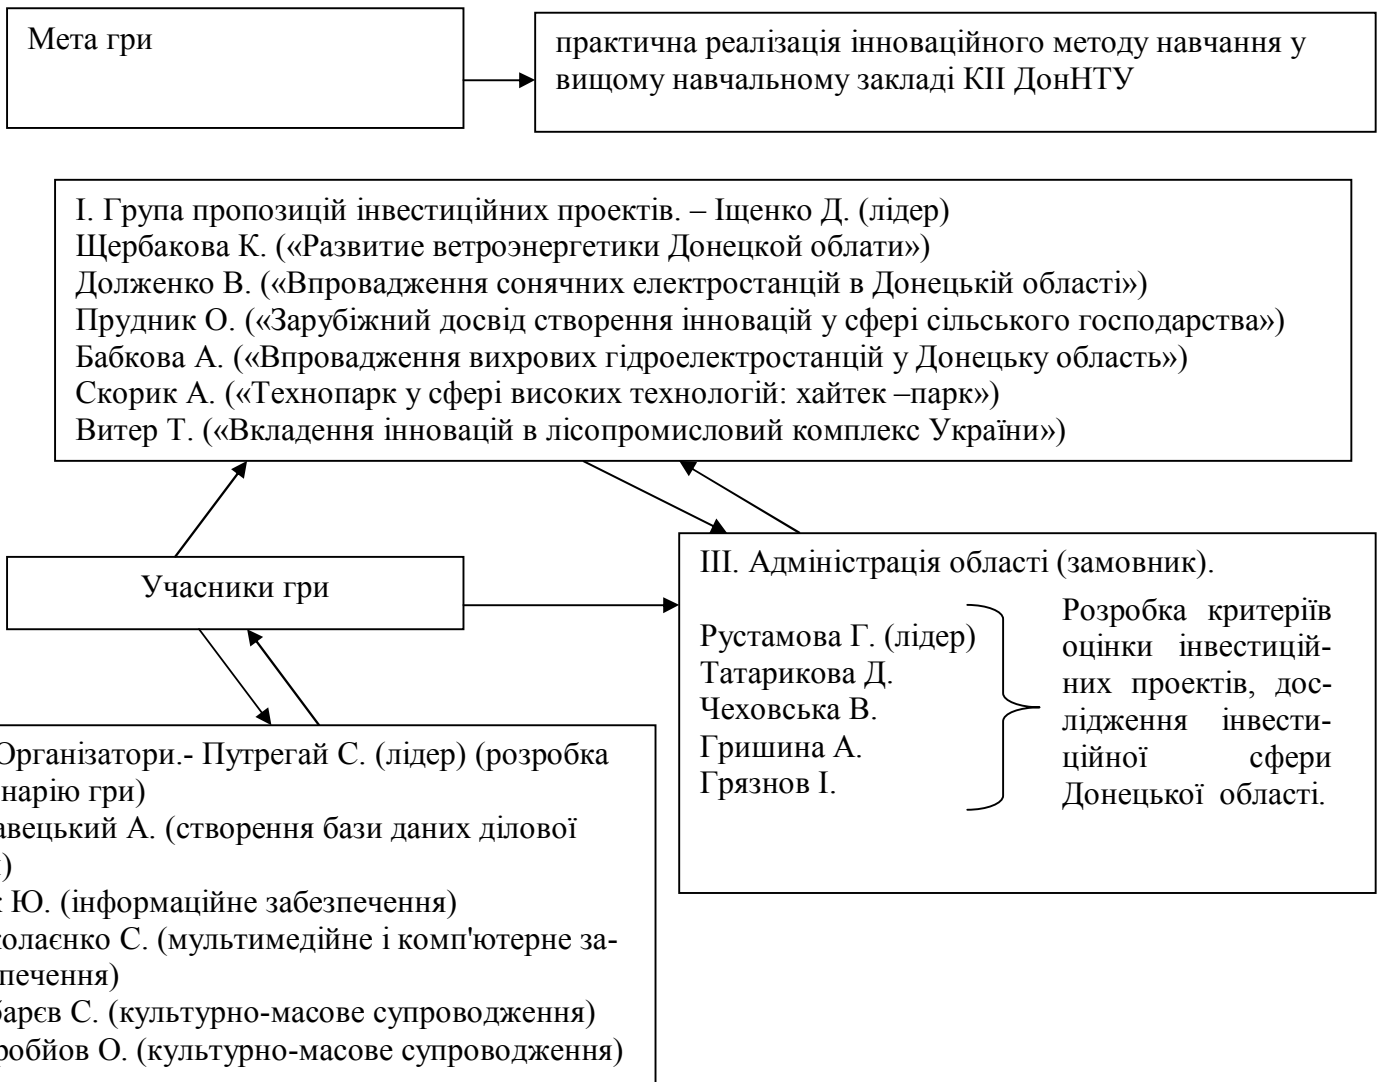 Мета гри
практична реалізація інноваційного методу навчання у
вищому навчальному закладі КІІ ДонНТУ
І. Група пропозицій інвестиційних проектів. – Іщенко Д. (лідер)
Щербакова К. («Развитие ветроэнергетики Донецкой облати»)
Долженко В. («Впровадження сонячних електростанцій в Донецькій області»)
Прудник О. («Зарубіжний досвід створення інновацій у сфері сільського господарства»)
Бабкова А. («Впровадження вихрових гідроелектростанцій у Донецьку область»)
Скорик А. («Технопарк у сфері високих технологій: хайтек –парк»)
Витер Т. («Вкладення інновацій в лісопромисловий комплекс України»)
Учасники гри
ІІІ. Адміністрація області (замовник).
Рустамова Г. (лідер)
Татарикова Д.
Чеховська В.
Гришина А.
Грязнов І.
Розробка критеріїв
оцінки інвестицій-
них проектів, дос-
лідження інвести-
ційної сфери
Донецької області.
Організатори.- Путрегай С. (лідер) (розробка
нарію гри)
авецький А. (створення бази даних ділової
)
Ю. (інформаційне забезпечення)
колаєнко С. (мультимедійне і комп'ютерне за-
печення)
барєв С. (культурно-масове супроводження)
робйов О. (культурно-масове супроводження)